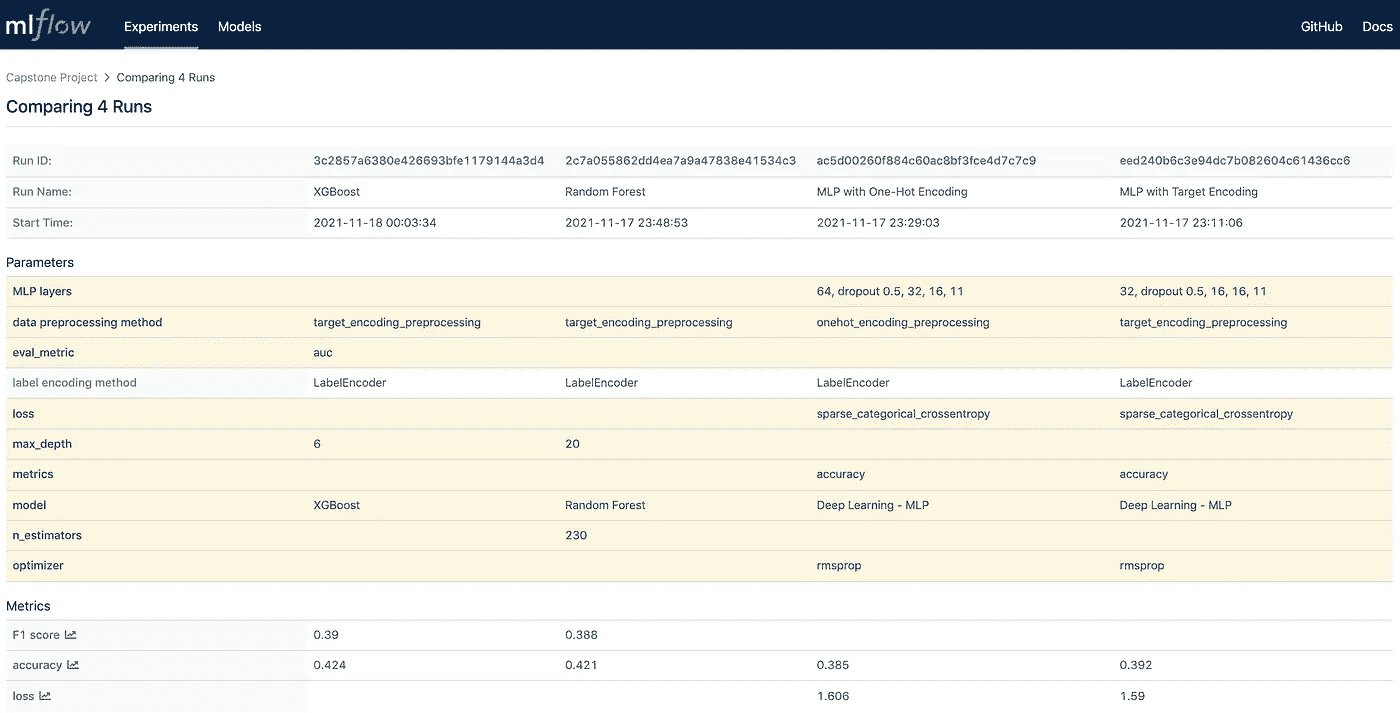 mlflow Experiments Models GitHub Docs
Capstone Project > Comparing 4 Runs
Comparing 4 Runs
Run ID: 3c2857a6380e426693bfe1179144a3d4 2c7a055862dd4ea7a9a47838e41534c3 ac5d00260f884c60ac8bf3fce4d7c7c9 eed240b6c3e94dc7b082604c61436cc6
Run Name: XGBoost Random Forest MLP with One-Hot Encoding MLP with Target Encoding
Start Time: 2021-11-18 00:03:34 2021-11-17 23:48:53 2021-11-17 23:29:03 2021-11-17 23:11:06
Parameters
MLP layers 64, dropout 0.5, 32, 16, 11 32, dropout 0.5, 16, 16, 11
data preprocessing method target_encoding_preprocessing target_encoding_preprocessing onehot_encoding_preprocessing target_encoding_preprocessing
eval_metric auc
label encoding method LabelEncoder LabelEncoder LabelEncoder LabelEncoder
loss sparse_categorical_crossentropy sparse_categorical_crossentropy
max_depth 6 20
metrics accuracy accuracy
model XGBoost Random Forest Deep Learning - MLP Deep Learning - MLP
n_estimators 230
optimizer rmsprop rmsprop
Metrics
F1 score 0.39 0.388
accuracy 0.424 0.421 0.385 0.392
loss 1.606 1.59